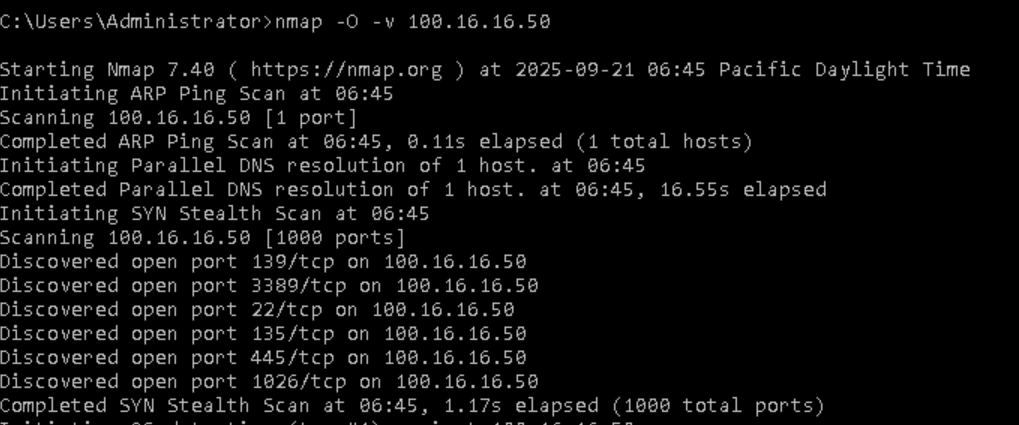 C:\Users\Administrator>nmap -O -v 100.16.16.50
Starting Nmap 7.40 ( https://nmap.org ) at 2025-09-21 06:45 Pacific Daylight Time
Initiating ARP Ping Scan at 06:45
Scanning 100.16.16.50 [1 port]
Completed ARP Ping Scan at 06:45, 0.11s elapsed (1 total hosts)
Initiating Parallel DNS resolution of 1 host. at 06:45
Completed Parallel DNS resolution of 1 host. at 06:45, 16.55s elapsed
Initiating SYN Stealth Scan at 06:45
Scanning 100.16.16.50 [1000 ports]
Discovered open port 139/tcp on 100.16.16.50
Discovered open port 3389/tcp on 100.16.16.50
Discovered open port 22/tcp on 100.16.16.50
Discovered open port 135/tcp on 100.16.16.50
Discovered open port 445/tcp on 100.16.16.50
Discovered open port 1026/tcp on 100.16.16.50
Completed SYN Stealth Scan at 06:45, 1.17s elapsed (1000 total ports)